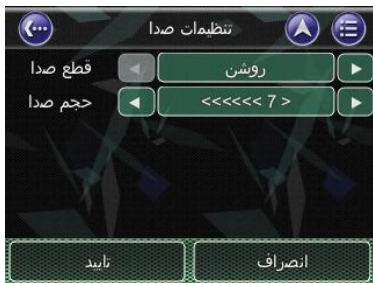 تنظیمات صدا
قطع صدا روشن
حجم صدا <<<<<< 7 >
تایید انصراف